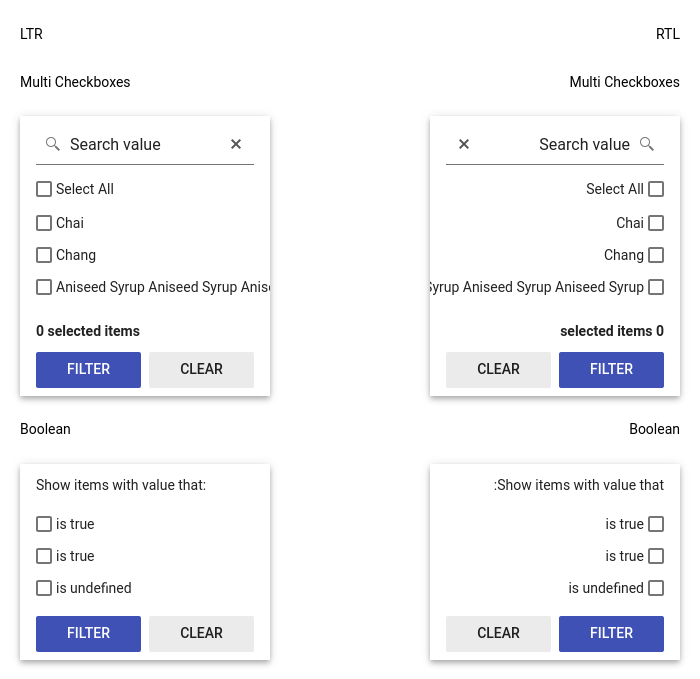 LTR
RTL
Multi Checkboxes
Multi Checkboxes
Search value
Select All
Chai
Chang
Aniseed Syrup Aniseed Syrup Anise
0 selected items
FILTER CLEAR
Search value
Select All
Chai
Chang
Syrup Aniseed Syrup Aniseed Syrup
selected items 0
CLEAR FILTER
Boolean
Boolean
Show items with value that:
is true
is true
is undefined
FILTER CLEAR
:Show items with value that
is true
is true
is undefined
CLEAR FILTER